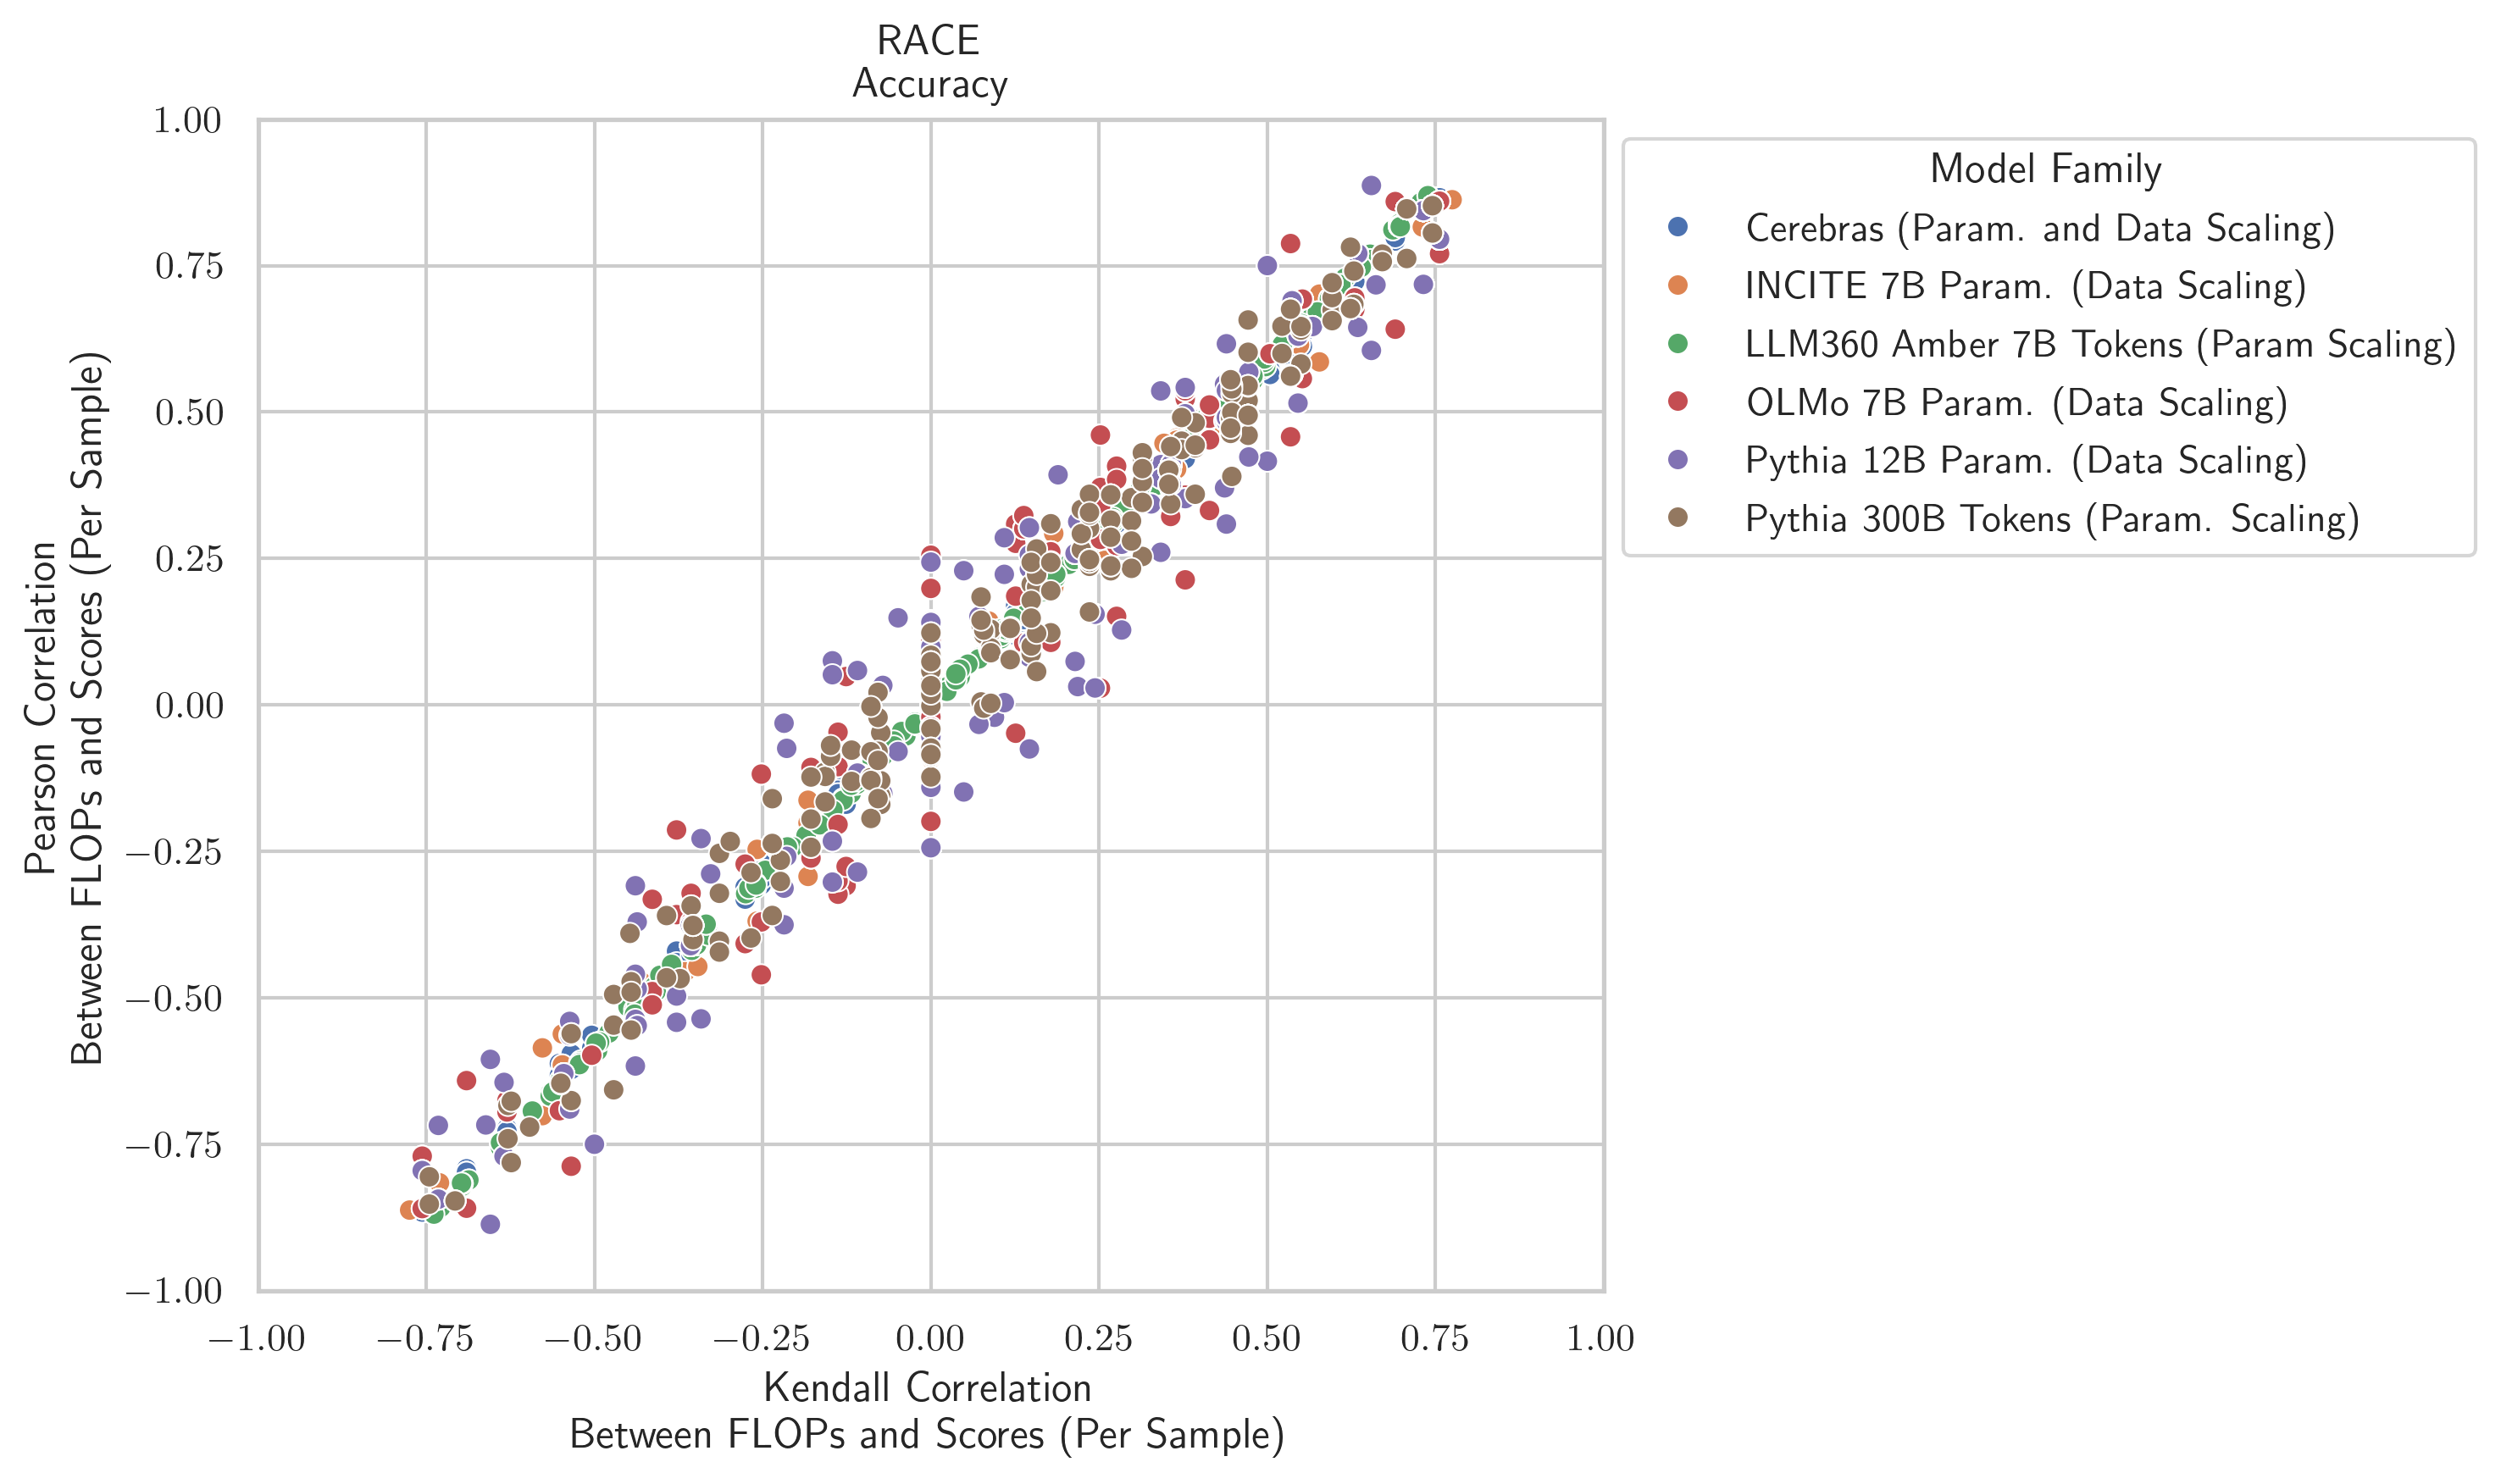 RACE
Accuracy
1.00
0.75
0.50
0.25
0.00
−0.25
−0.50
−0.75
−1.00
Pearson Correlation
Between FLOPs and Scores (Per Sample)
−1.00 −0.75 −0.50 −0.25 0.00 0.25 0.50 0.75 1.00
Kendall Correlation
Between FLOPs and Scores (Per Sample)
Model Family
Cerebras (Param. and Data Scaling)
INCITE 7B Param. (Data Scaling)
LLM360 Amber 7B Tokens (Param Scaling)
OLMo 7B Param. (Data Scaling)
Pythia 12B Param. (Data Scaling)
Pythia 300B Tokens (Param. Scaling)